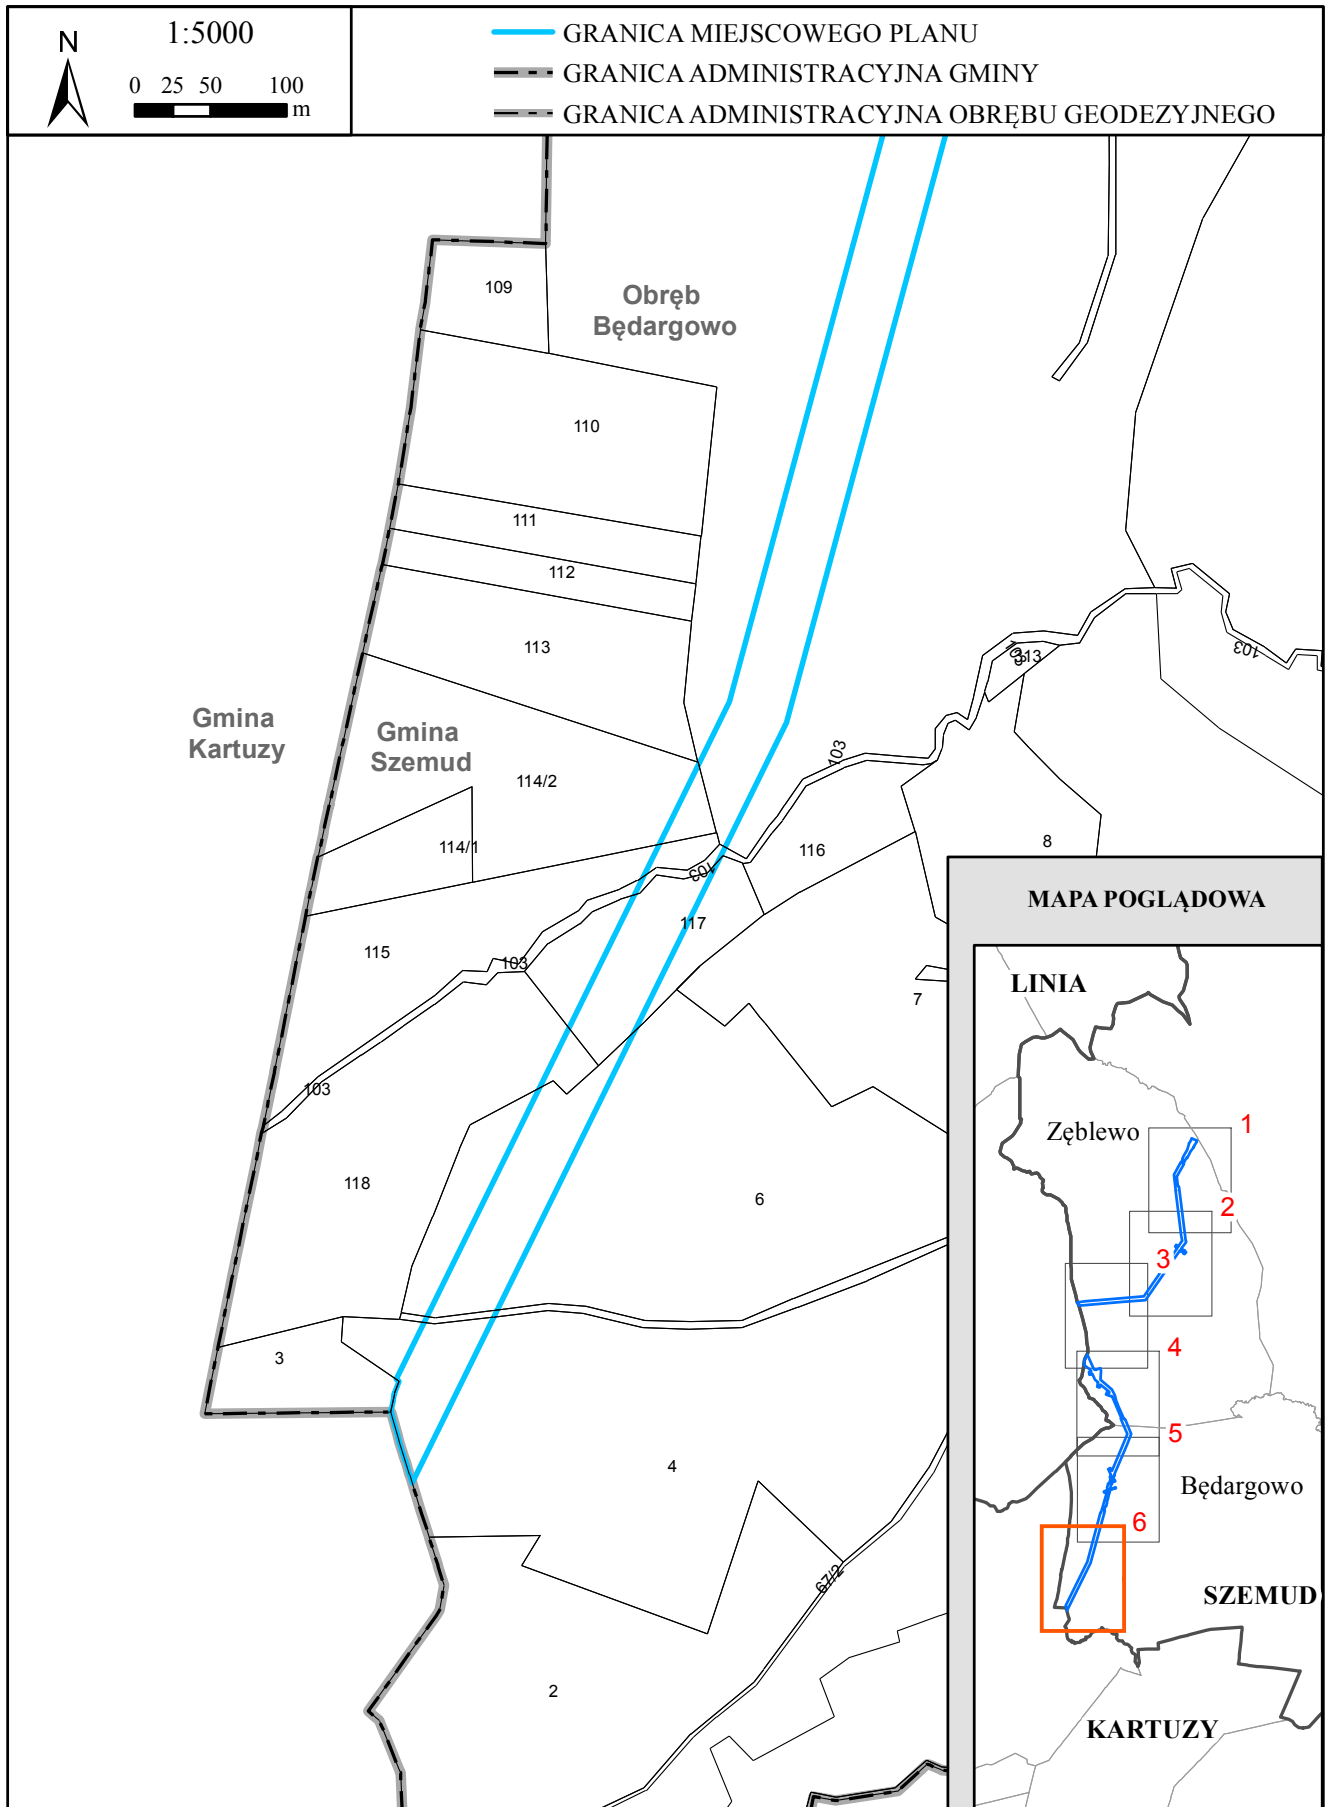 N
1:5000
0 25 50 100
m
GRANICA MIEJSCOWEGO PLANU
GRANICA ADMINISTRACYJNA GMINY
GRANICA ADMINISTRACYJNA OBRĘBU GEODEZYJNEGO
109
Obręb
Będargowo
110
111
112
113
103
313
103
Gmina
Kartuzy
Gmina
Szemud
103
114/2
114/1
116
8
103
117
115
103
7
103
118
6
3
4
67/2
2
MAPA POGLĄDOWA
LINIA
Zęblewo
1
2
3
4
5
Będargowo
6
SZEMUD
KARTUZY